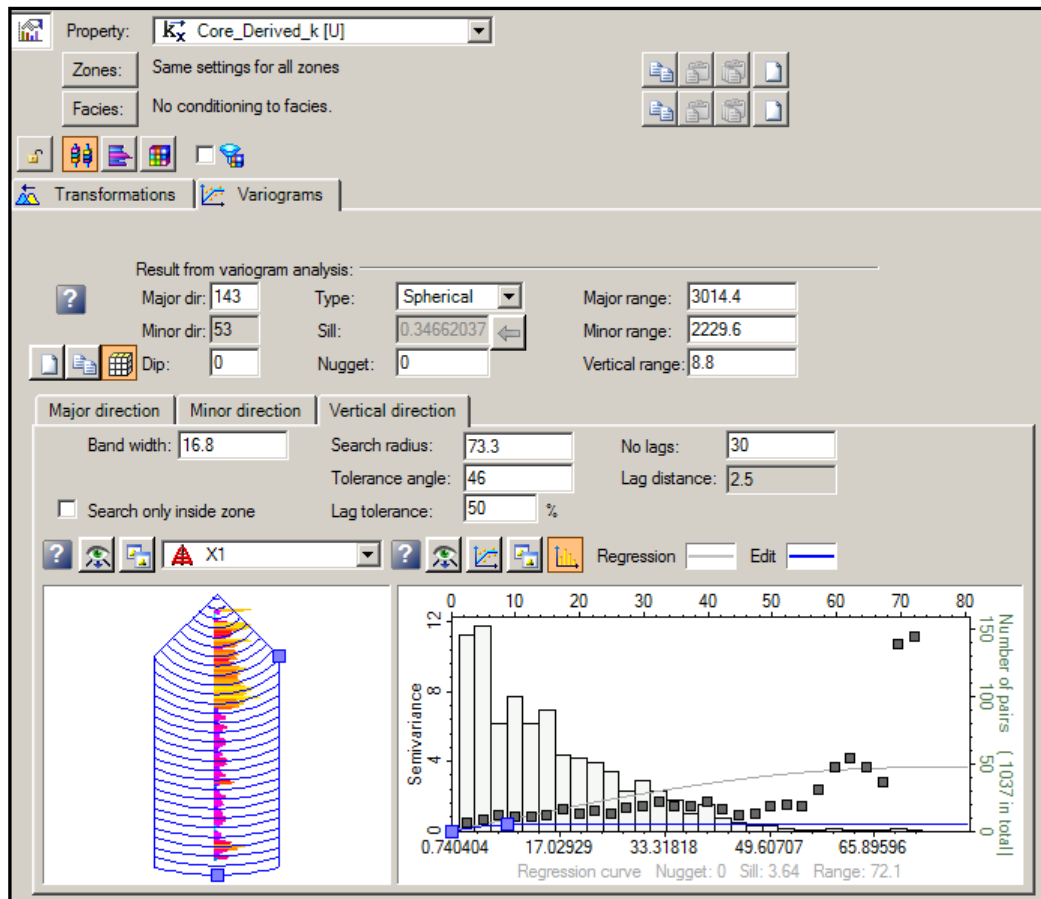 Property: k⃗x Core_Derived_k [U]
Zones: Same settings for all zones
Facies: No conditioning to facies.
Transformations Variograms
Result from variogram analysis:
? Major dir: 143 Type: Spherical Major range: 3014.4
Minor dir: 53 Sill: 0.34662037 Minor range: 2229.6
Dip: 0 Nugget: 0 Vertical range: 8.8
Major direction Minor direction Vertical direction
Band width: 16.8 Search radius: 73.3 No lags: 30
Tolerance angle: 46 Lag distance: 2.5
Search only inside zone Lag tolerance: 50 %
? X1 ? Regression Edit
0 10 20 30 40 50 60 70 80
Semivariance
12
8
4
0
Number of pairs ( 1037 in total)
150
100
50
0
0.740404 17.02929 33.31818 49.60707 65.89596
Regression curve Nugget: 0 Sill: 3.64 Range: 72.1